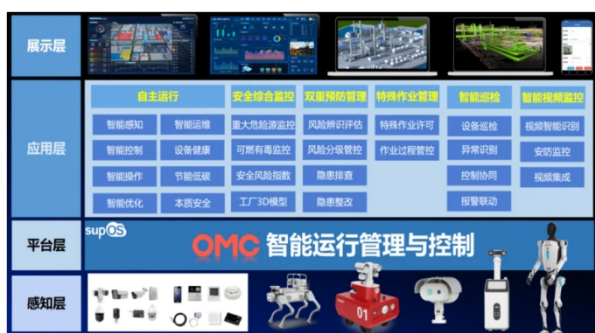 展示层
应用层
自主运行 安全综合监控 双重预防管理 特殊作业管理 智能巡检 智能视频监控
智能感知 智能运维 重大危险源监控 风险辨识评估 特殊作业许可 设备巡检 视频智能识别
智能控制 设备健康 可燃有毒监控 风险分级管控 作业过程管控 异常识别 安防监控
智能操作 节能低碳 安全风险指数 隐患排查 控制协同 视频集成
智能优化 本质安全 工厂3D模型 隐患整改 报警联动
平台层
supOS
OMC 智能运行管理与控制
感知层
01